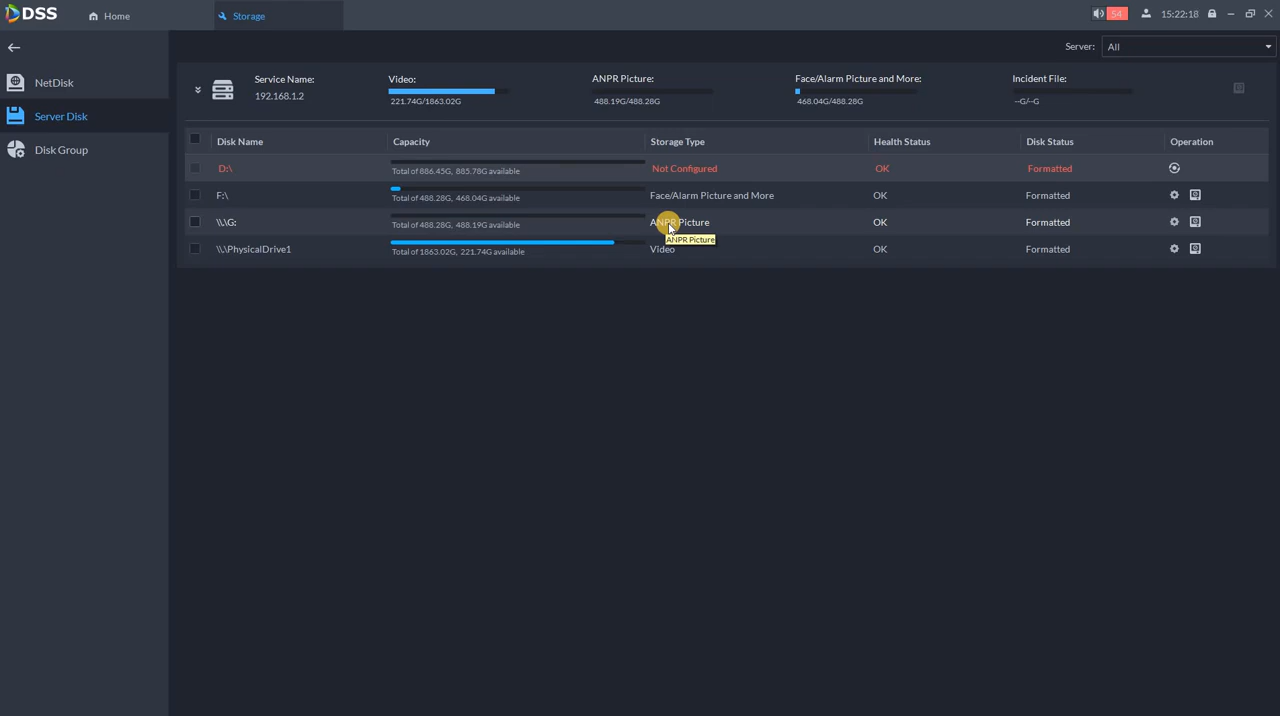 DSS
Home
Storage
54
15:22:18
Server:
All
NetDisk
Server Disk
Disk Group
Service Name:
192.168.1.2
Video:
221.74G/1863.02G
ANPR Picture:
488.19G/488.28G
Face/Alarm Picture and More:
468.04G/488.28G
Incident File:
--G/--G
Disk Name Capacity Storage Type Health Status Disk Status Operation
D:\ Total of 886.45G, 885.78G available Not Configured OK Formatted
F:\ Total of 488.28G, 468.04G available Face/Alarm Picture and More OK Formatted
\\.\G: Total of 488.28G, 488.19G available ANPR Picture OK Formatted
ANPR Picture
\\.\PhysicalDrive1 Total of 1863.02G, 221.74G available Video OK Formatted